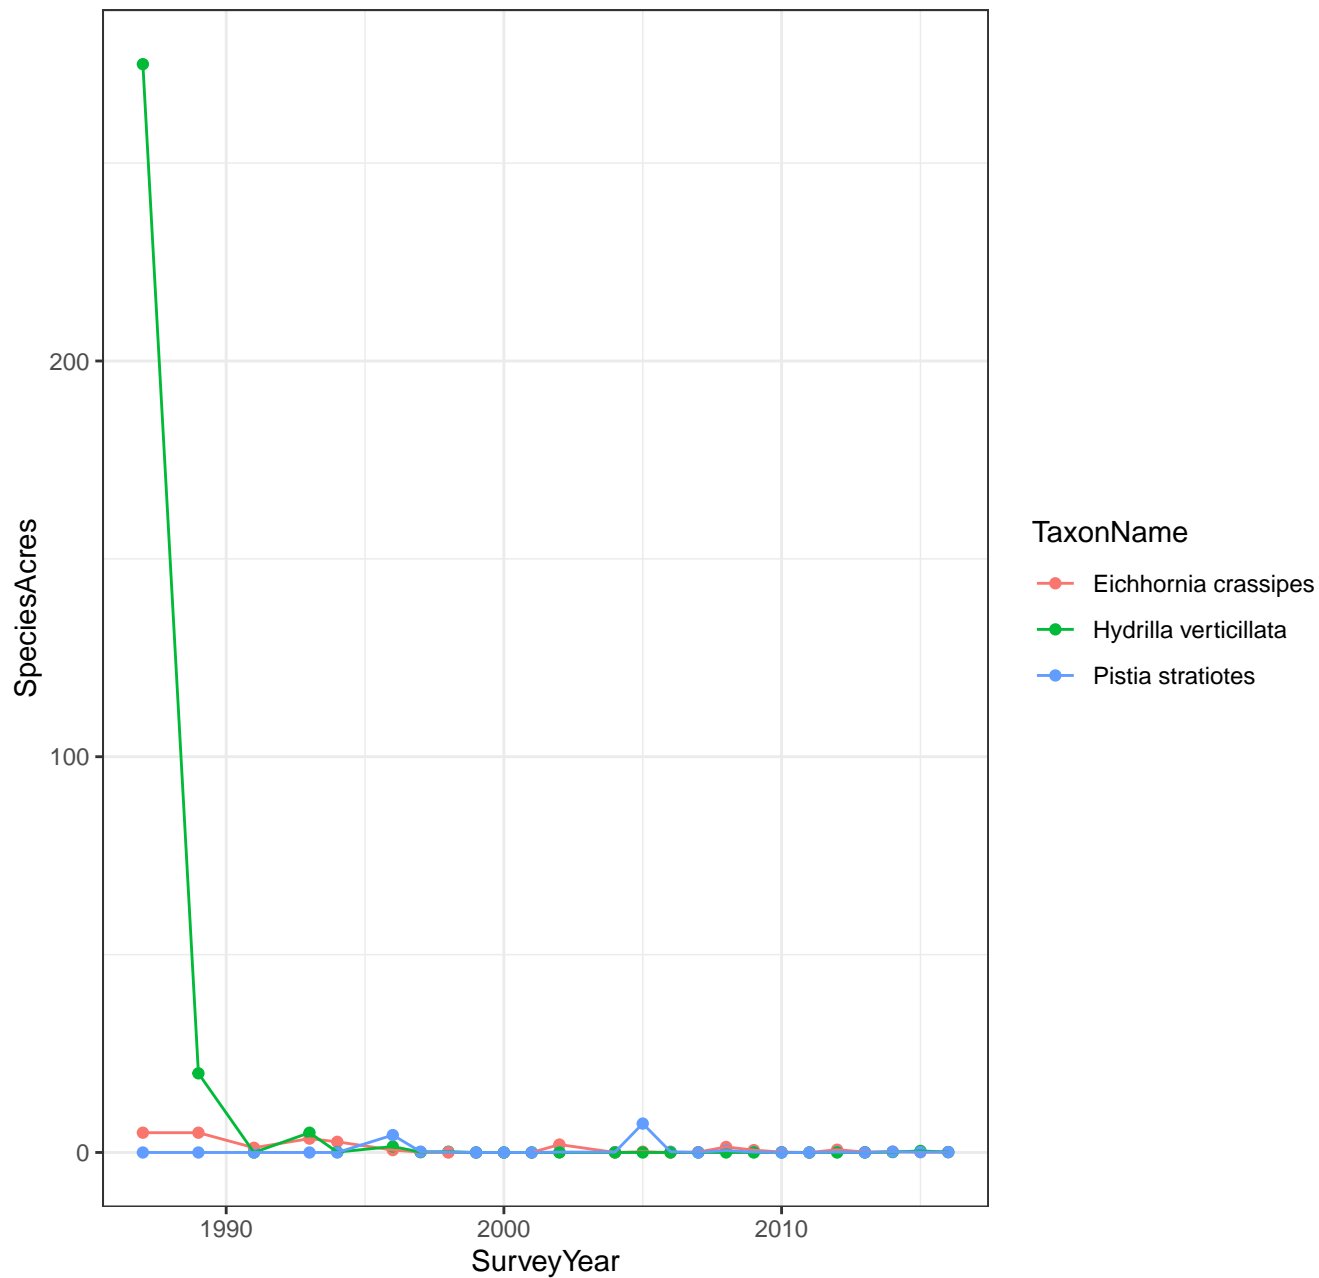 SpeciesAcres
200
100
0
1990
2000
2010
SurveyYear
TaxonName
Eichhornia crassipes
Hydrilla verticillata
Pistia stratiotes